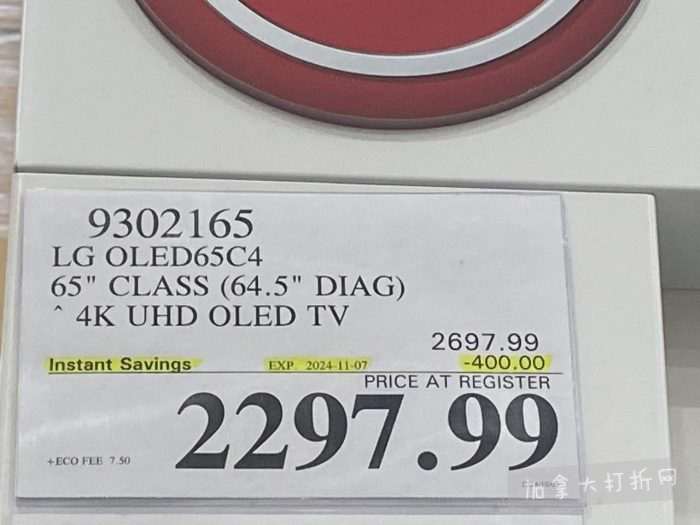 9302165
LG OLED65C4
65" CLASS (64.5" DIAG)
^ 4K UHD OLED TV
2697.99
Instant Savings EXP. 2024-11-07 -400.00
PRICE AT REGISTER
2297.99
+ECO FEE 7.50
加拿大打折网